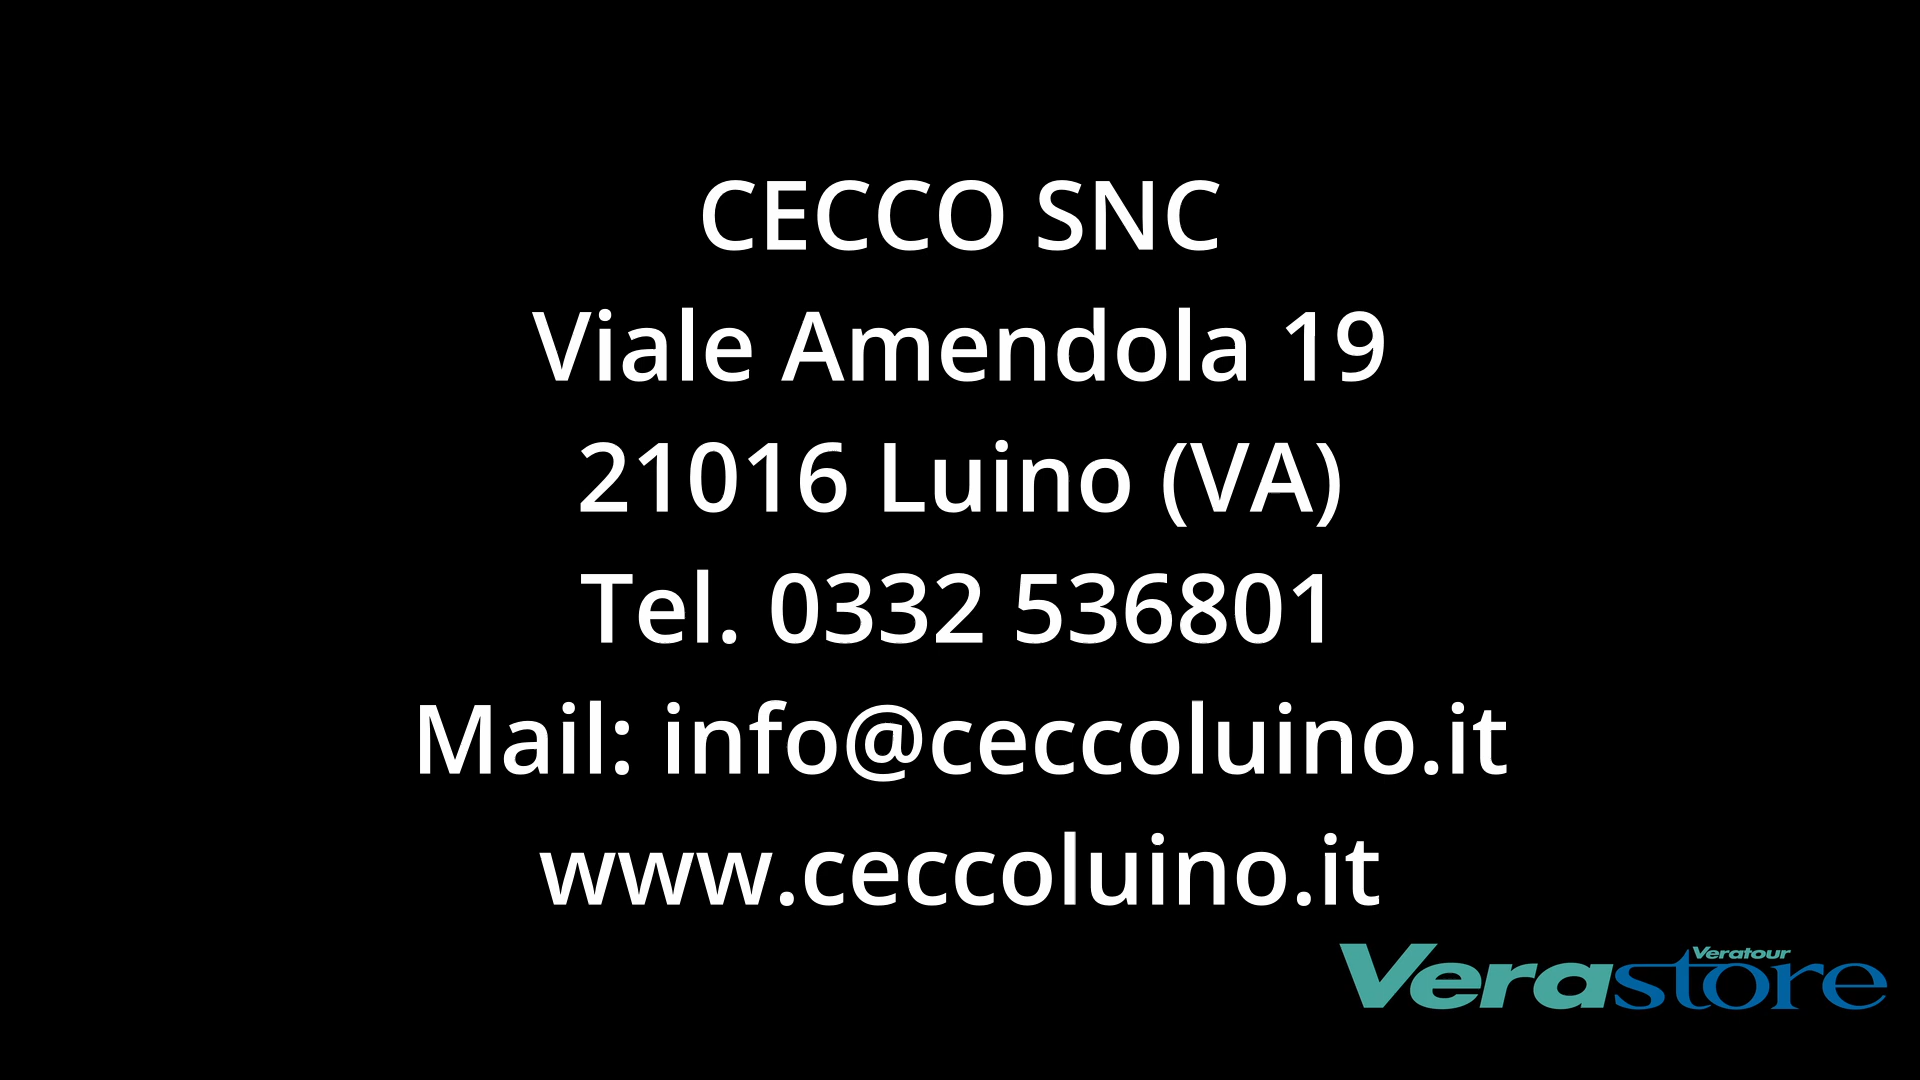 CECCO SNC
Viale Amendola 19
21016 Luino (VA)
Tel. 0332 536801
Mail: info@ceccoluino.it
www.ceccoluino.it
Veratour
Verastore